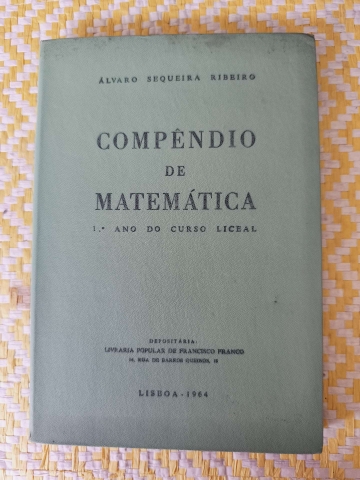 ÁLVARO SEQUEIRA RIBEIRO
COMPÊNDIO
DE
MATEMÁTICA
1.º ANO DO CURSO LICEAL
DEPOSITÁRIA:
LIVRARIA POPULAR DE FRANCISCO FRANCO
LISBOA - 1964